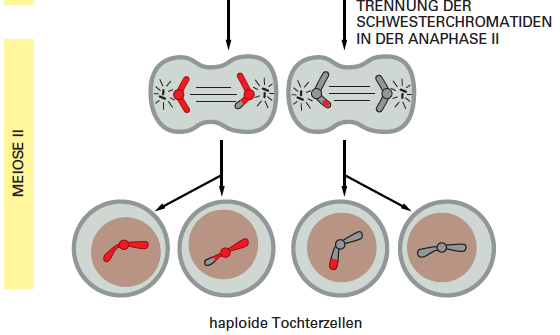 TRENNUNG DER
SCHWESTERCHROMATIDEN
IN DER ANAPHASE II
MEIOSE II
haploide Tochterzellen